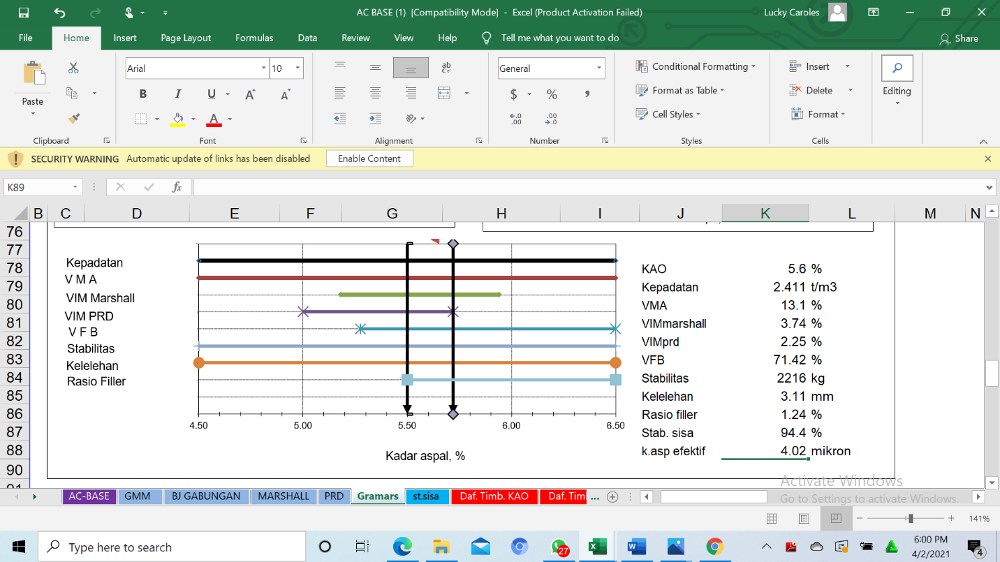 AC BASE (1) [Compatibility Mode] - Excel (Product Activation Failed)
Lucky Caroles
File Home Insert Page Layout Formulas Data Review View Help Tell me what you want to do Share
Arial 10 General
Paste
B I U A A
ab
$ % ,
Conditional Formatting
Format as Table
Cell Styles
Insert
Delete
Format
Editing
Clipboard Font Alignment Number Styles Cells
SECURITY WARNING Automatic update of links has been disabled Enable Content
K89 fx
B C D E F G H I J K L M N
76
77
78
79
80
81
82
83
84
85
86
87
88
90
Kepadatan
V M A
VIM Marshall
VIM PRD
V F B
Stabilitas
Kelelehan
Rasio Filler
4.50 5.00 5.50 6.00 6.50
Kadar aspal, %
KAO 5.6 %
Kepadatan 2.411 t/m3
VMA 13.1 %
VIMmarshall 3.74 %
VIMprd 2.25 %
VFB 71.42 %
Stabilitas 2216 kg
Kelelehan 3.11 mm
Rasio filler 1.24 %
Stab. sisa 94.4 %
k.asp efektif 4.02 mikron
Activate Windows
Go to Settings to activate Windows.
AC-BASE GMM BJ GABUNGAN MARSHALL PRD Gramars st.sisa Daf. Timb. KAO Daf. Tim ...
141%
Type here to search
27
6:00 PM
4/2/2021
4